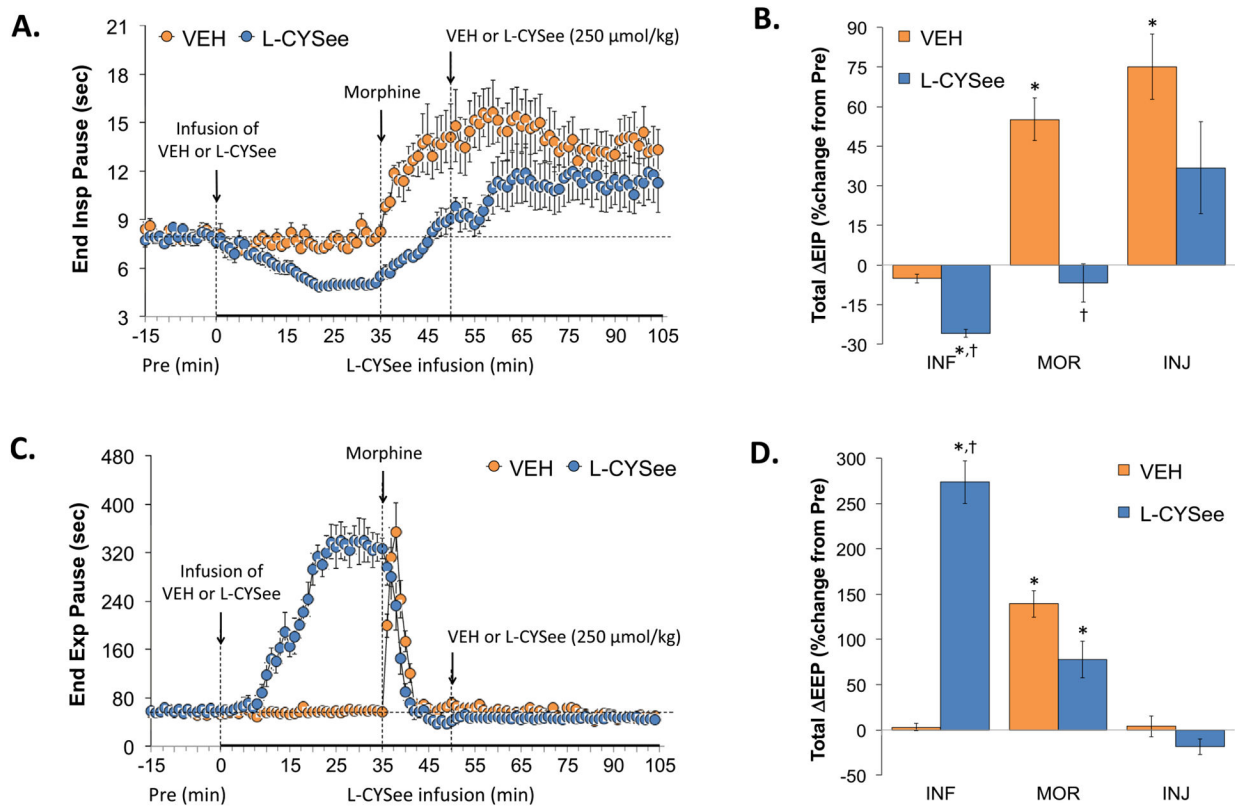 A.
21
18
15
12
9
6
3
End Insp Pause (sec)
VEH
L-CYSee
VEH or L-CYSee (250 μmol/kg)
Morphine
Infusion of
VEH or L-CYSee
-15 -5 5 15 25 35 45 55 65 75 85 95 105
Pre (min)
L-CYSee infusion (min)
B.
90
75
60
45
30
15
0
-15
-30
Total ΔEIP (%change from Pre)
VEH
L-CYSee
*
*
*,†
†
INF MOR INJ
C.
480
400
320
240
160
80
0
End Exp Pause (sec)
Morphine
VEH
L-CYSee
Infusion of
VEH or L-CYSee
VEH or L-CYSee (250 μmol/kg)
-15 -5 5 15 25 35 45 55 65 75 85 95 105
Pre (min)
L-CYSee infusion (min)
D.
300
250
200
150
100
50
0
-50
Total ΔEEP (%change from Pre)
*,†
VEH
L-CYSee
*
*
INF MOR INJ